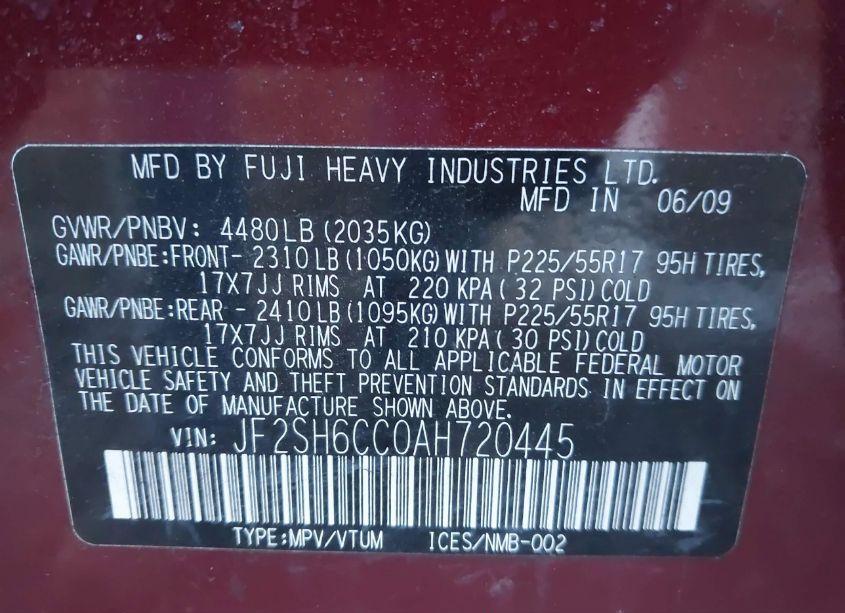 MFD BY FUJI HEAVY INDUSTRIES LTD.
MFD IN 06/09
GVWR/PNBV: 4480LB (2035KG)
GAWR/PNBE:FRONT- 2310LB (1050KG) WITH P225/55R17 95H TIRES,
17X7JJ RIMS AT 220 KPA ( 32 PSI) COLD
GAWR/PNBE:REAR - 2410LB (1095KG) WITH P225/55R17 95H TIRES,
17X7JJ RIMS AT 210 KPA ( 30 PSI) COLD
THIS VEHICLE CONFORMS TO ALL APPLICABLE FEDERAL MOTOR
VEHICLE SAFETY AND THEFT PREVENTION STANDARDS IN EFFECT ON
THE DATE OF MANUFACTURE SHOWN ABOVE.
VIN: JF2SH6CC0AH720445
TYPE:MPV/VTUM ICES/NMB-002